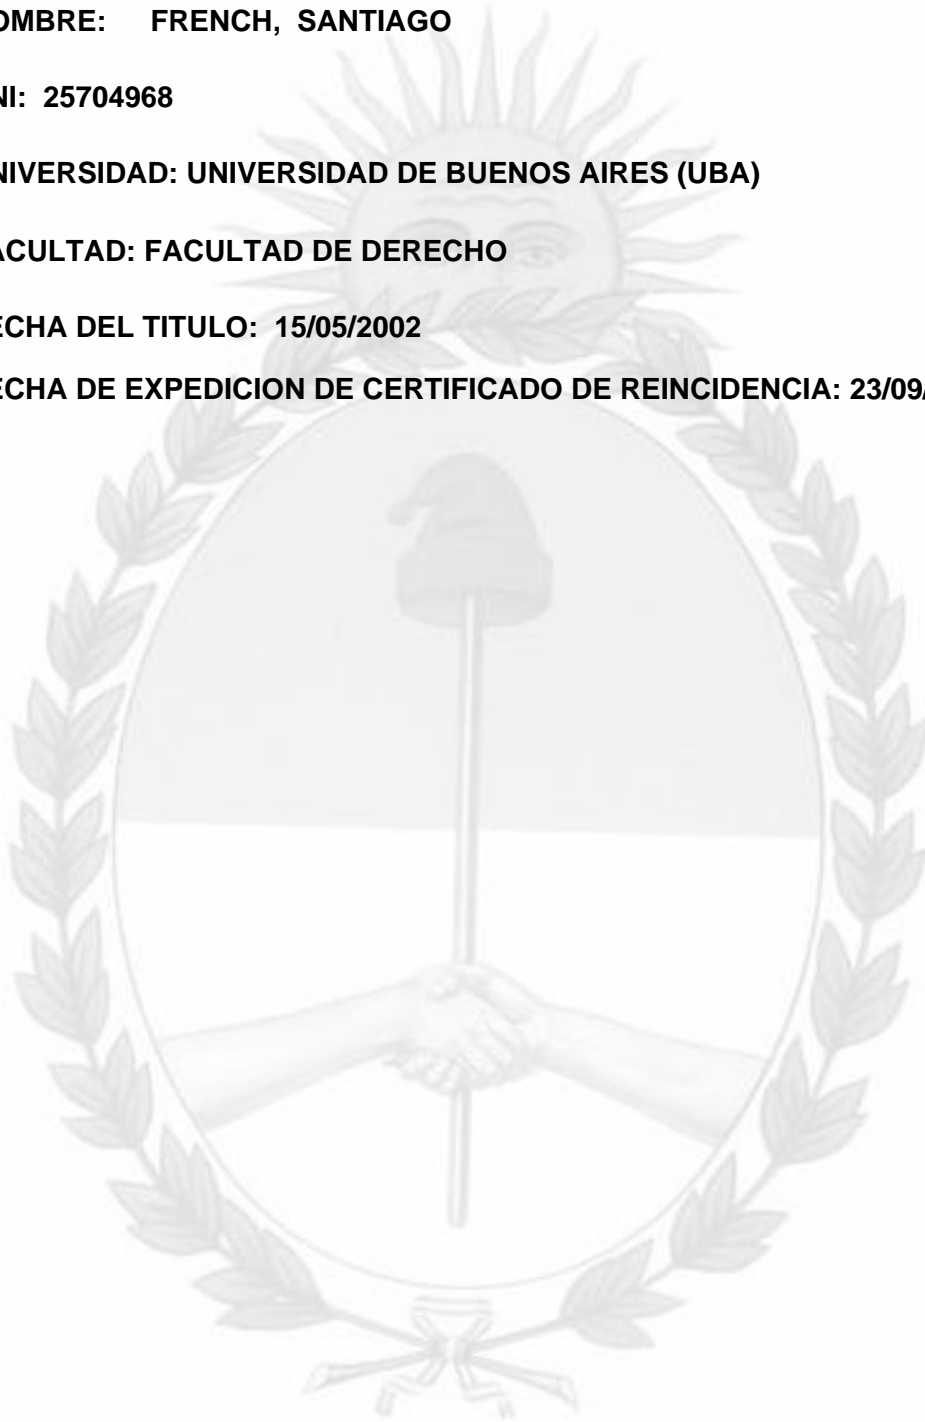 OMBRE: FRENCH, SANTIAGO
NI: 25704968
NIVERSIDAD: UNIVERSIDAD DE BUENOS AIRES (UBA)
ACULTAD: FACULTAD DE DERECHO
ECHA DEL TITULO: 15/05/2002
ECHA DE EXPEDICION DE CERTIFICADO DE REINCIDENCIA: 23/09/